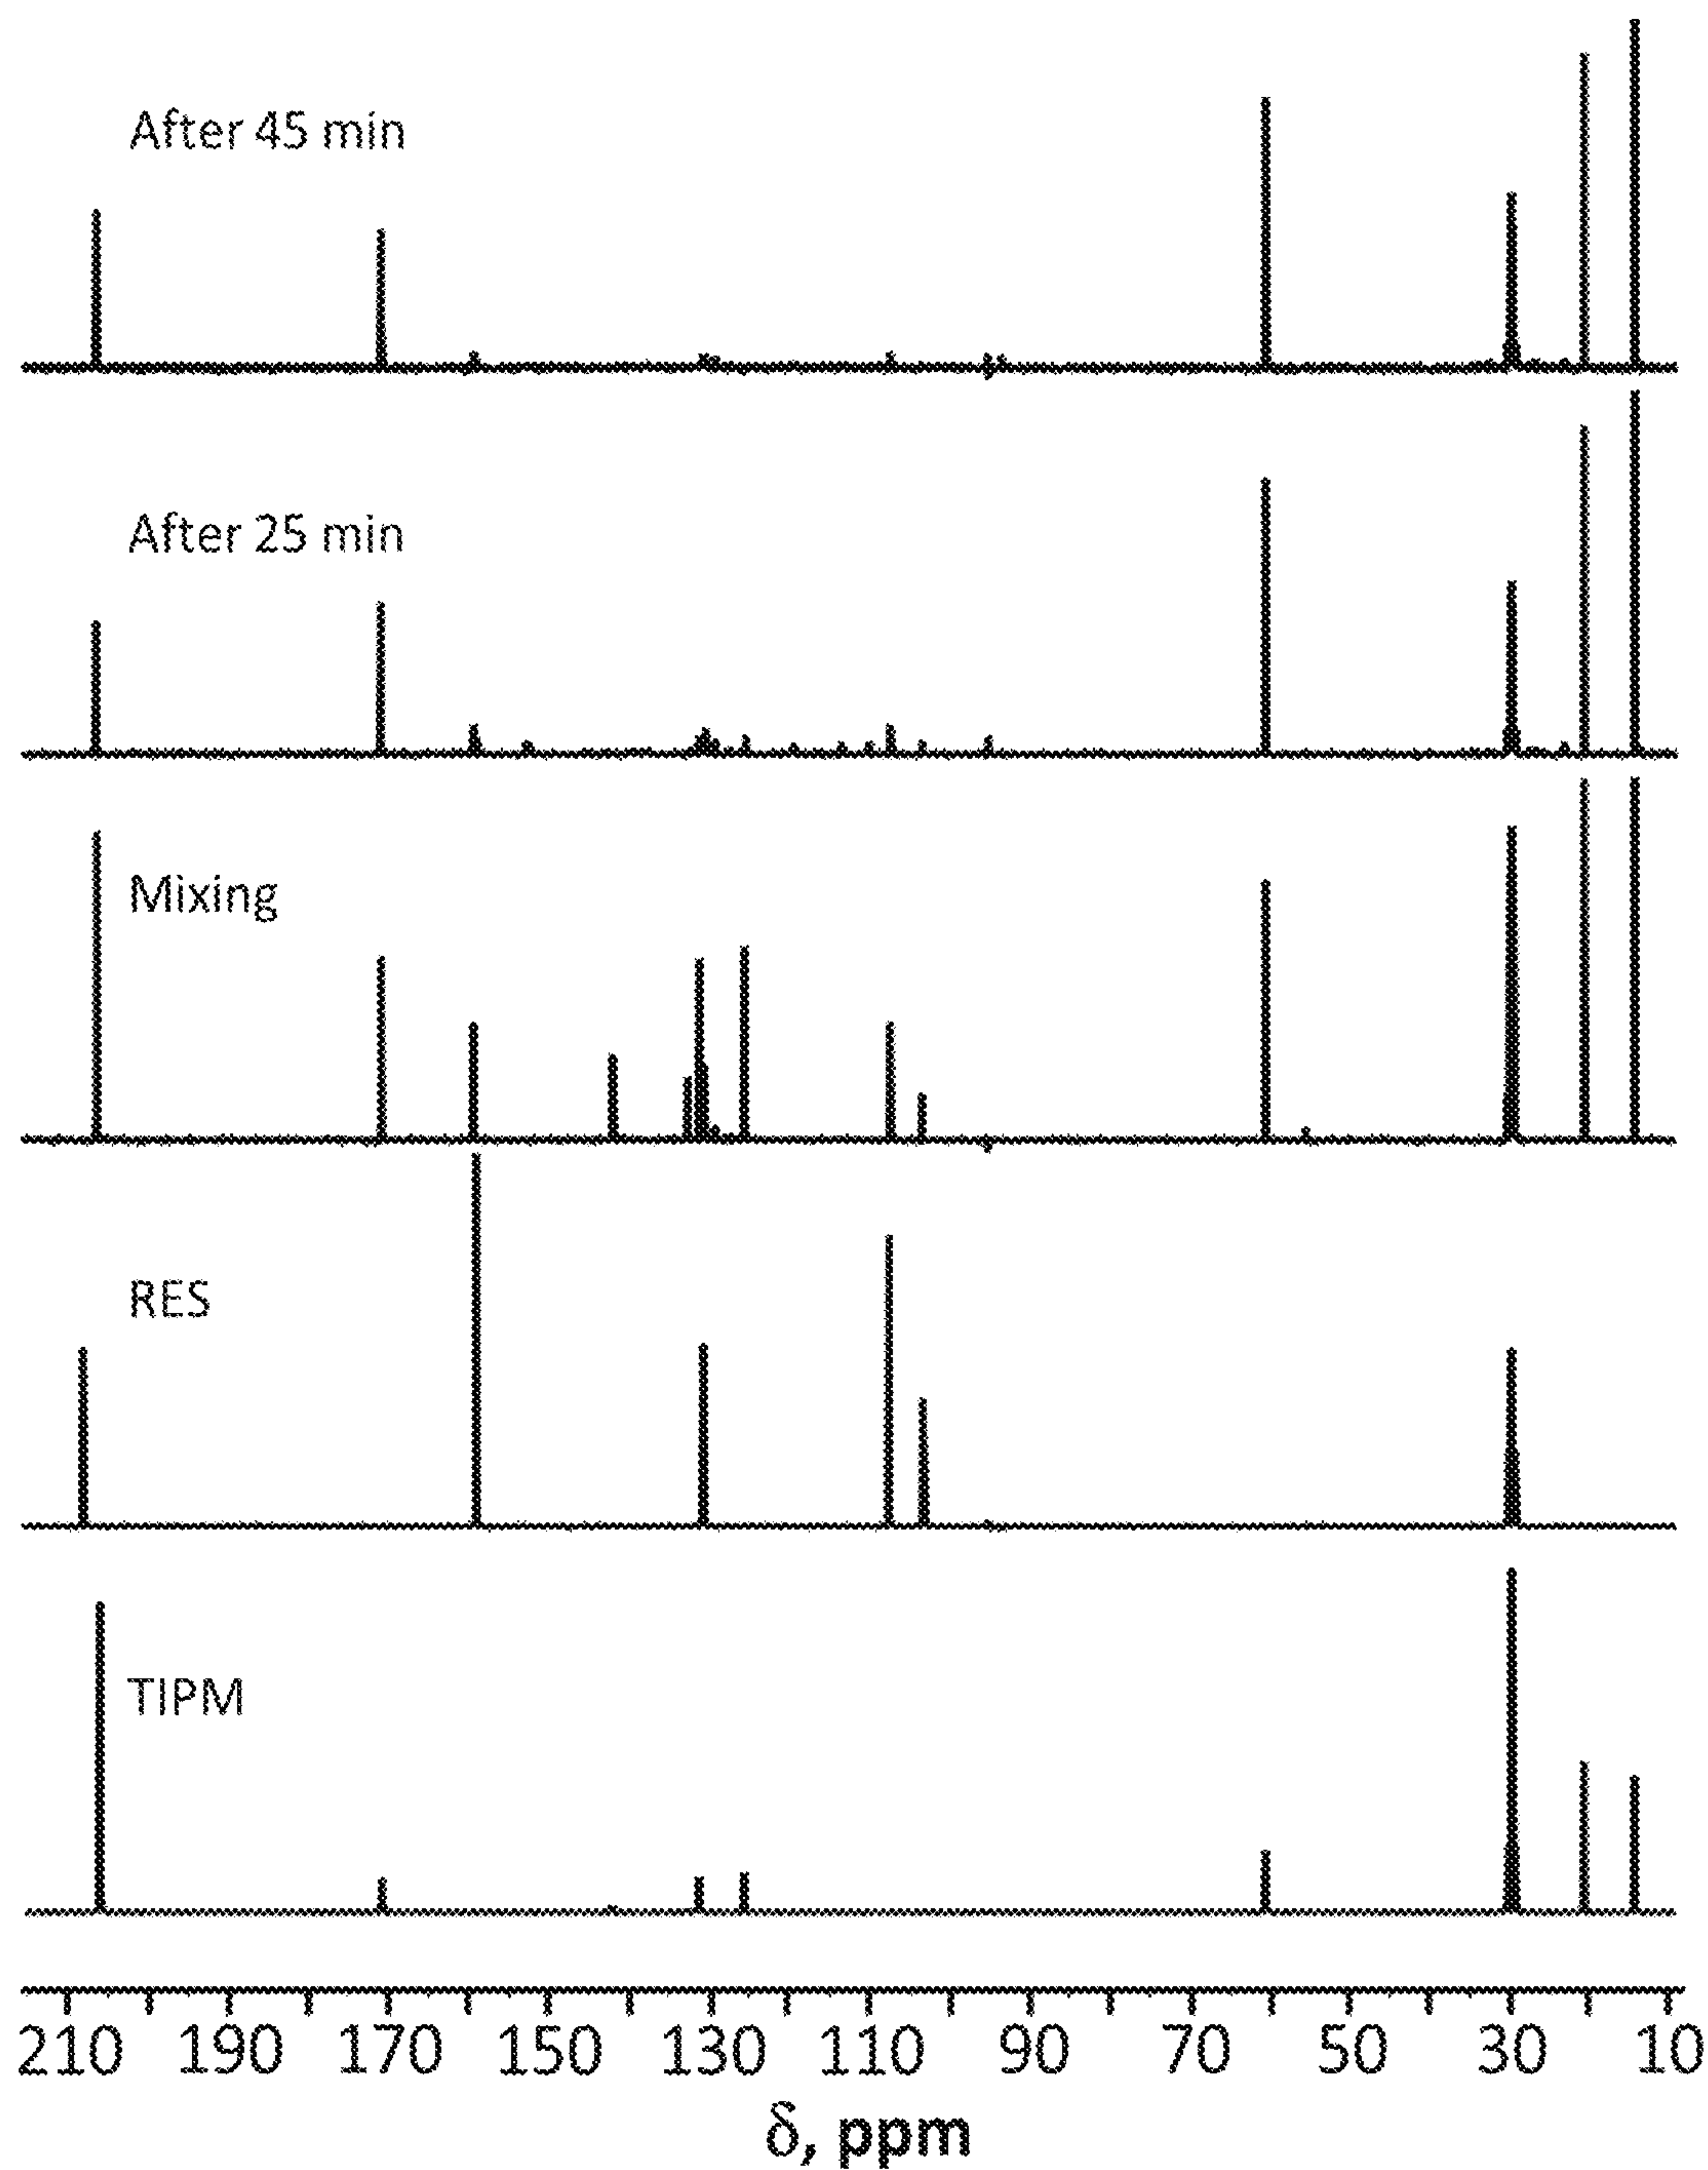 After 45 min
After 25 min
Mixing
RES
TIPM
210 190 170 150 130 110 90 70 50 30 10
δ, ppm